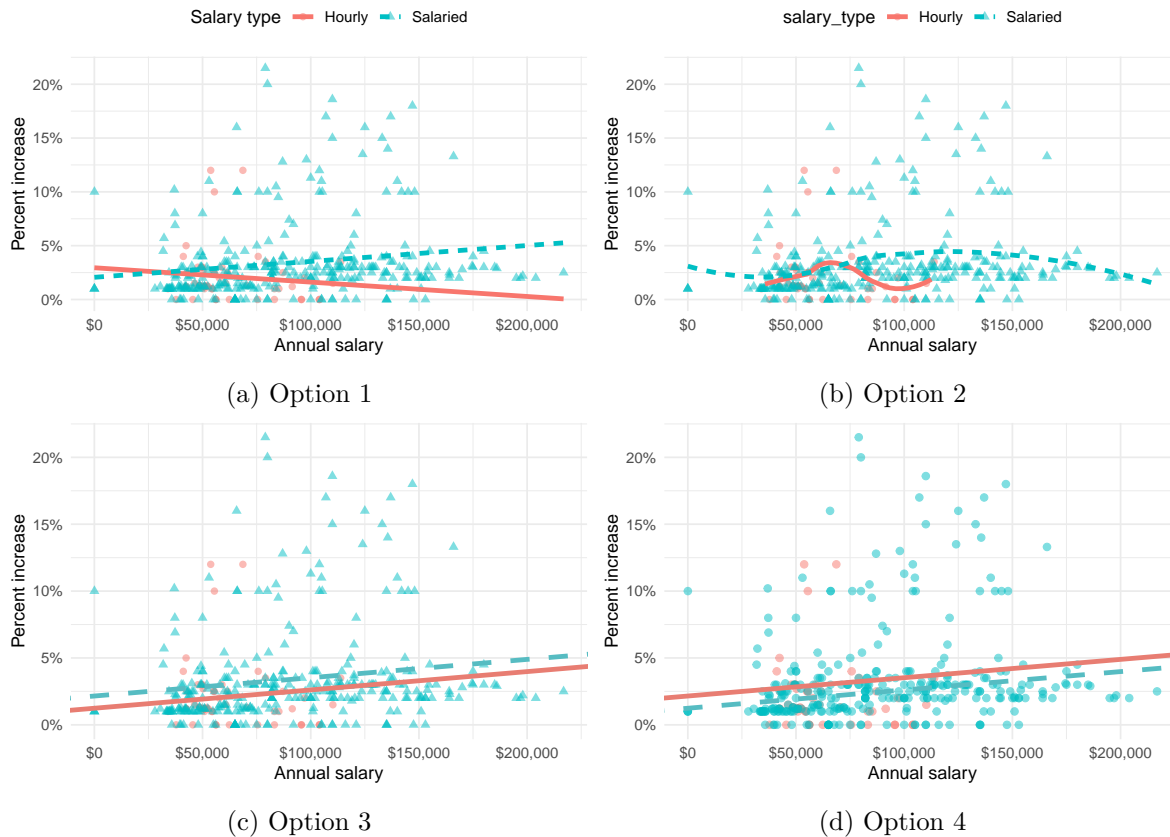 Salary type Hourly Salaried
20%
15%
10%
5%
0%
Percent increase
$0 $50,000 $100,000 $150,000 $200,000
Annual salary
(a) Option 1
salary_type Hourly Salaried
20%
15%
10%
5%
0%
Percent increase
$0 $50,000 $100,000 $150,000 $200,000
Annual salary
(b) Option 2
20%
15%
10%
5%
0%
Percent increase
$0 $50,000 $100,000 $150,000 $200,000
Annual salary
(c) Option 3
20%
15%
10%
5%
0%
Percent increase
$0 $50,000 $100,000 $150,000 $200,000
Annual salary
(d) Option 4